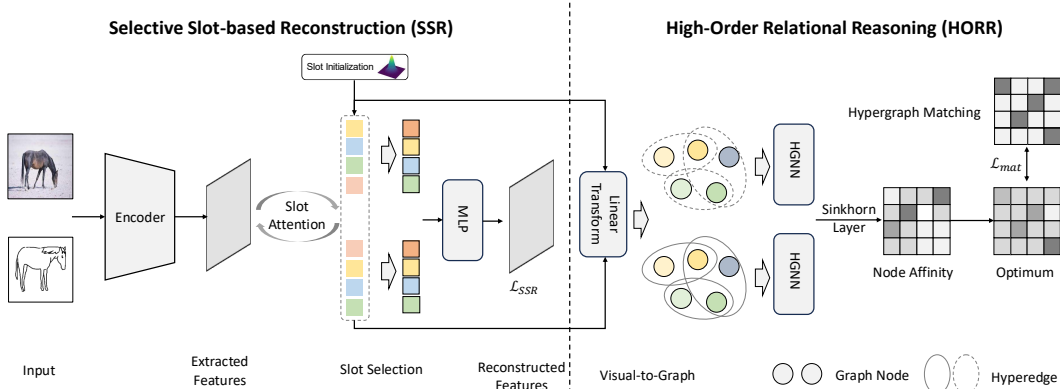 Selective Slot-based Reconstruction (SSR)
High-Order Relational Reasoning (HORR)
Slot Initialization
Encoder
Slot
Attention
MLP
ℒ_SSR
Linear
Transform
HGNN
HGNN
Sinkhorn
Layer
Hypergraph Matching
ℒ_mat
Node Affinity
Optimum
Input
Extracted
Features
Slot Selection
Reconstructed
Features
Visual-to-Graph
Graph Node
Hyperedge